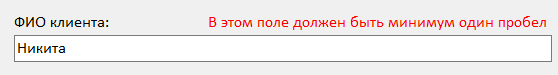 ФИО клиента: В этом поле должен быть минимум один пробел
Никита